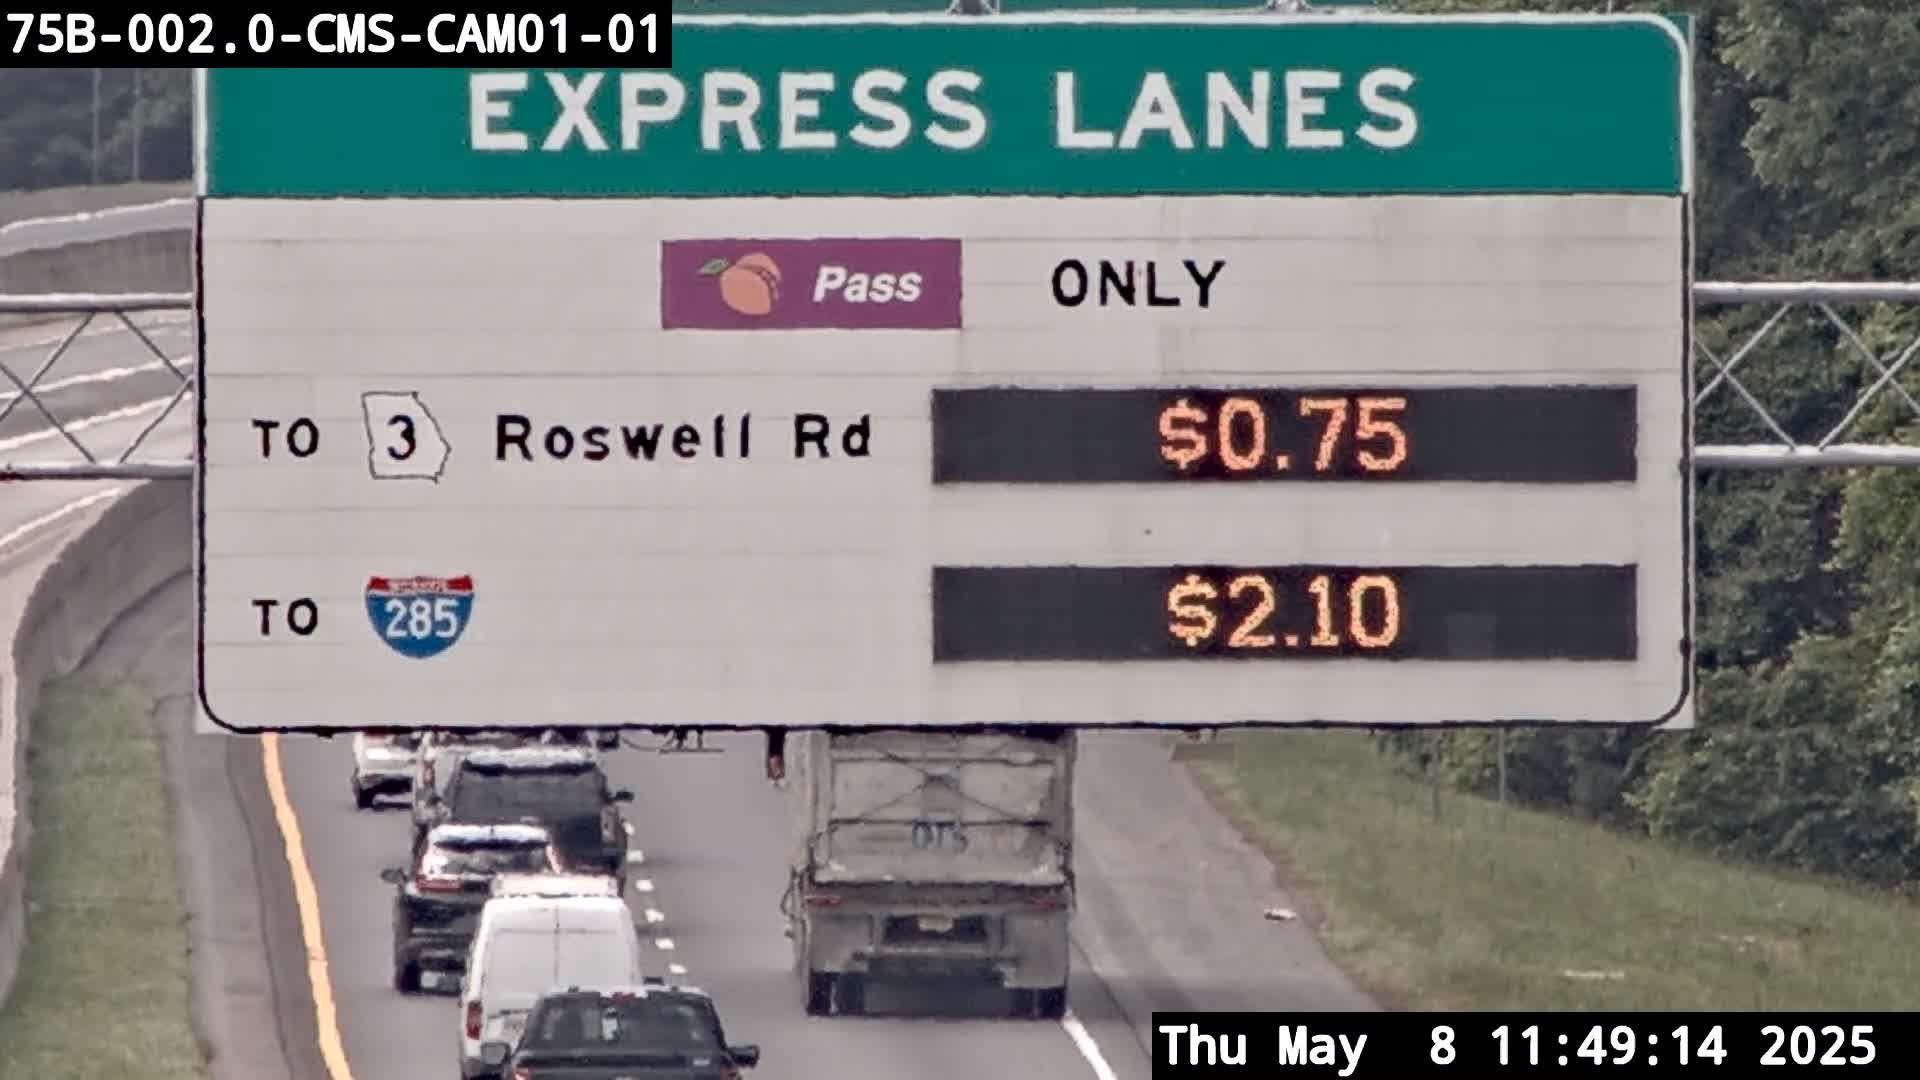 75B-002.0-CMS-CAM01-01
EXPRESS LANES
Pass ONLY
TO 3 Roswell Rd $0.75
TO 285 $2.10
OTS
Thu May 8 11:49:14 2025